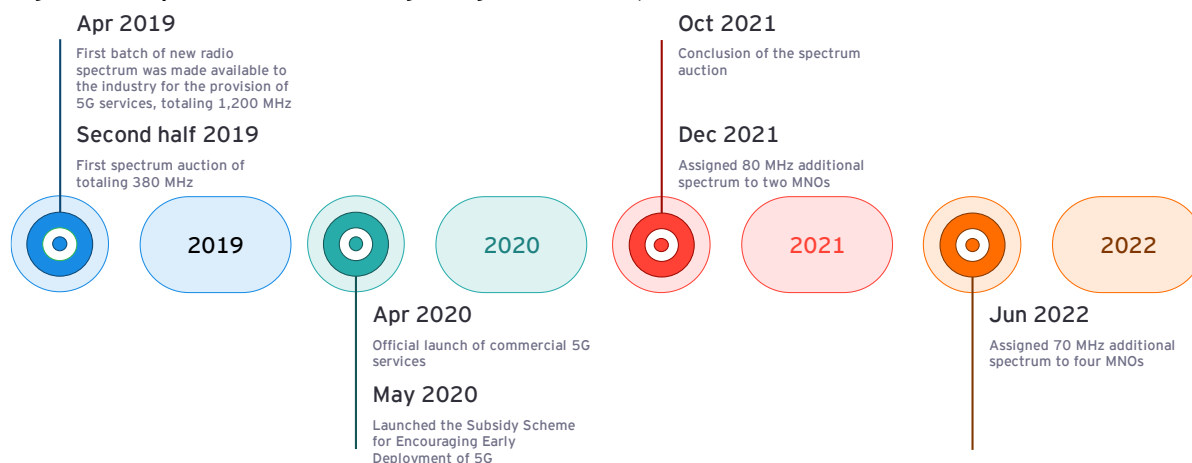 Apr 2019
First batch of new radio
spectrum was made available to
the industry for the provision of
5G services, totaling 1,200 MHz
Second half 2019
First spectrum auction of
totaling 380 MHz
2019
Apr 2020
Official launch of commercial 5G
services
May 2020
Launched the Subsidy Scheme
for Encouraging Early
Deployment of 5G
2020
Oct 2021
Conclusion of the spectrum
auction
Dec 2021
Assigned 80 MHz additional
spectrum to two MNOs
2021
Jun 2022
Assigned 70 MHz additional
spectrum to four MNOs
2022